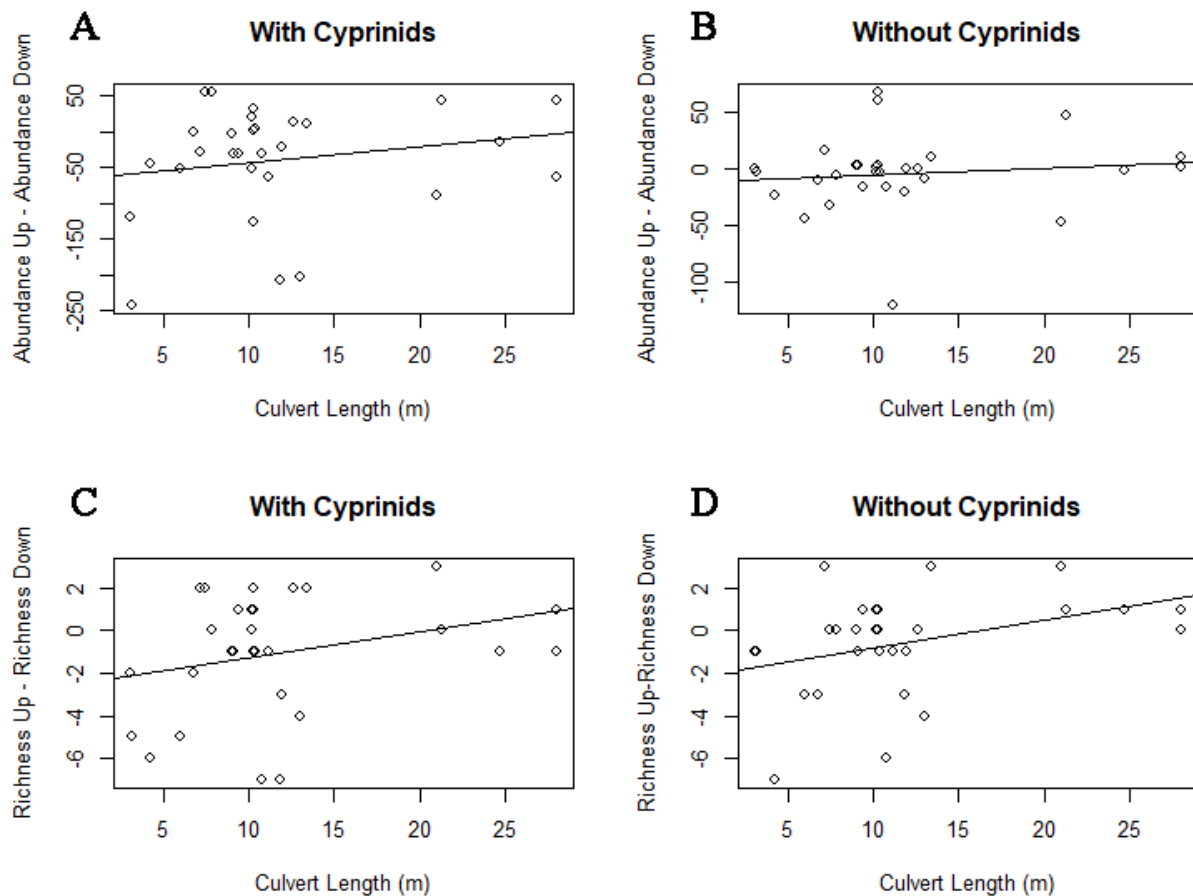 A
With Cyprinids
Abundance Up - Abundance Down
50
-50
-150
-250
5 10 15 20 25
Culvert Length (m)
B
Without Cyprinids
Abundance Up - Abundance Down
50
0
-50
-100
5 10 15 20 25
Culvert Length (m)
C
With Cyprinids
Richness Up - Richness Down
2
0
-2
-4
-6
5 10 15 20 25
Culvert Length (m)
D
Without Cyprinids
Richness Up-Richness Down
2
0
-2
-4
-6
5 10 15 20 25
Culvert Length (m)